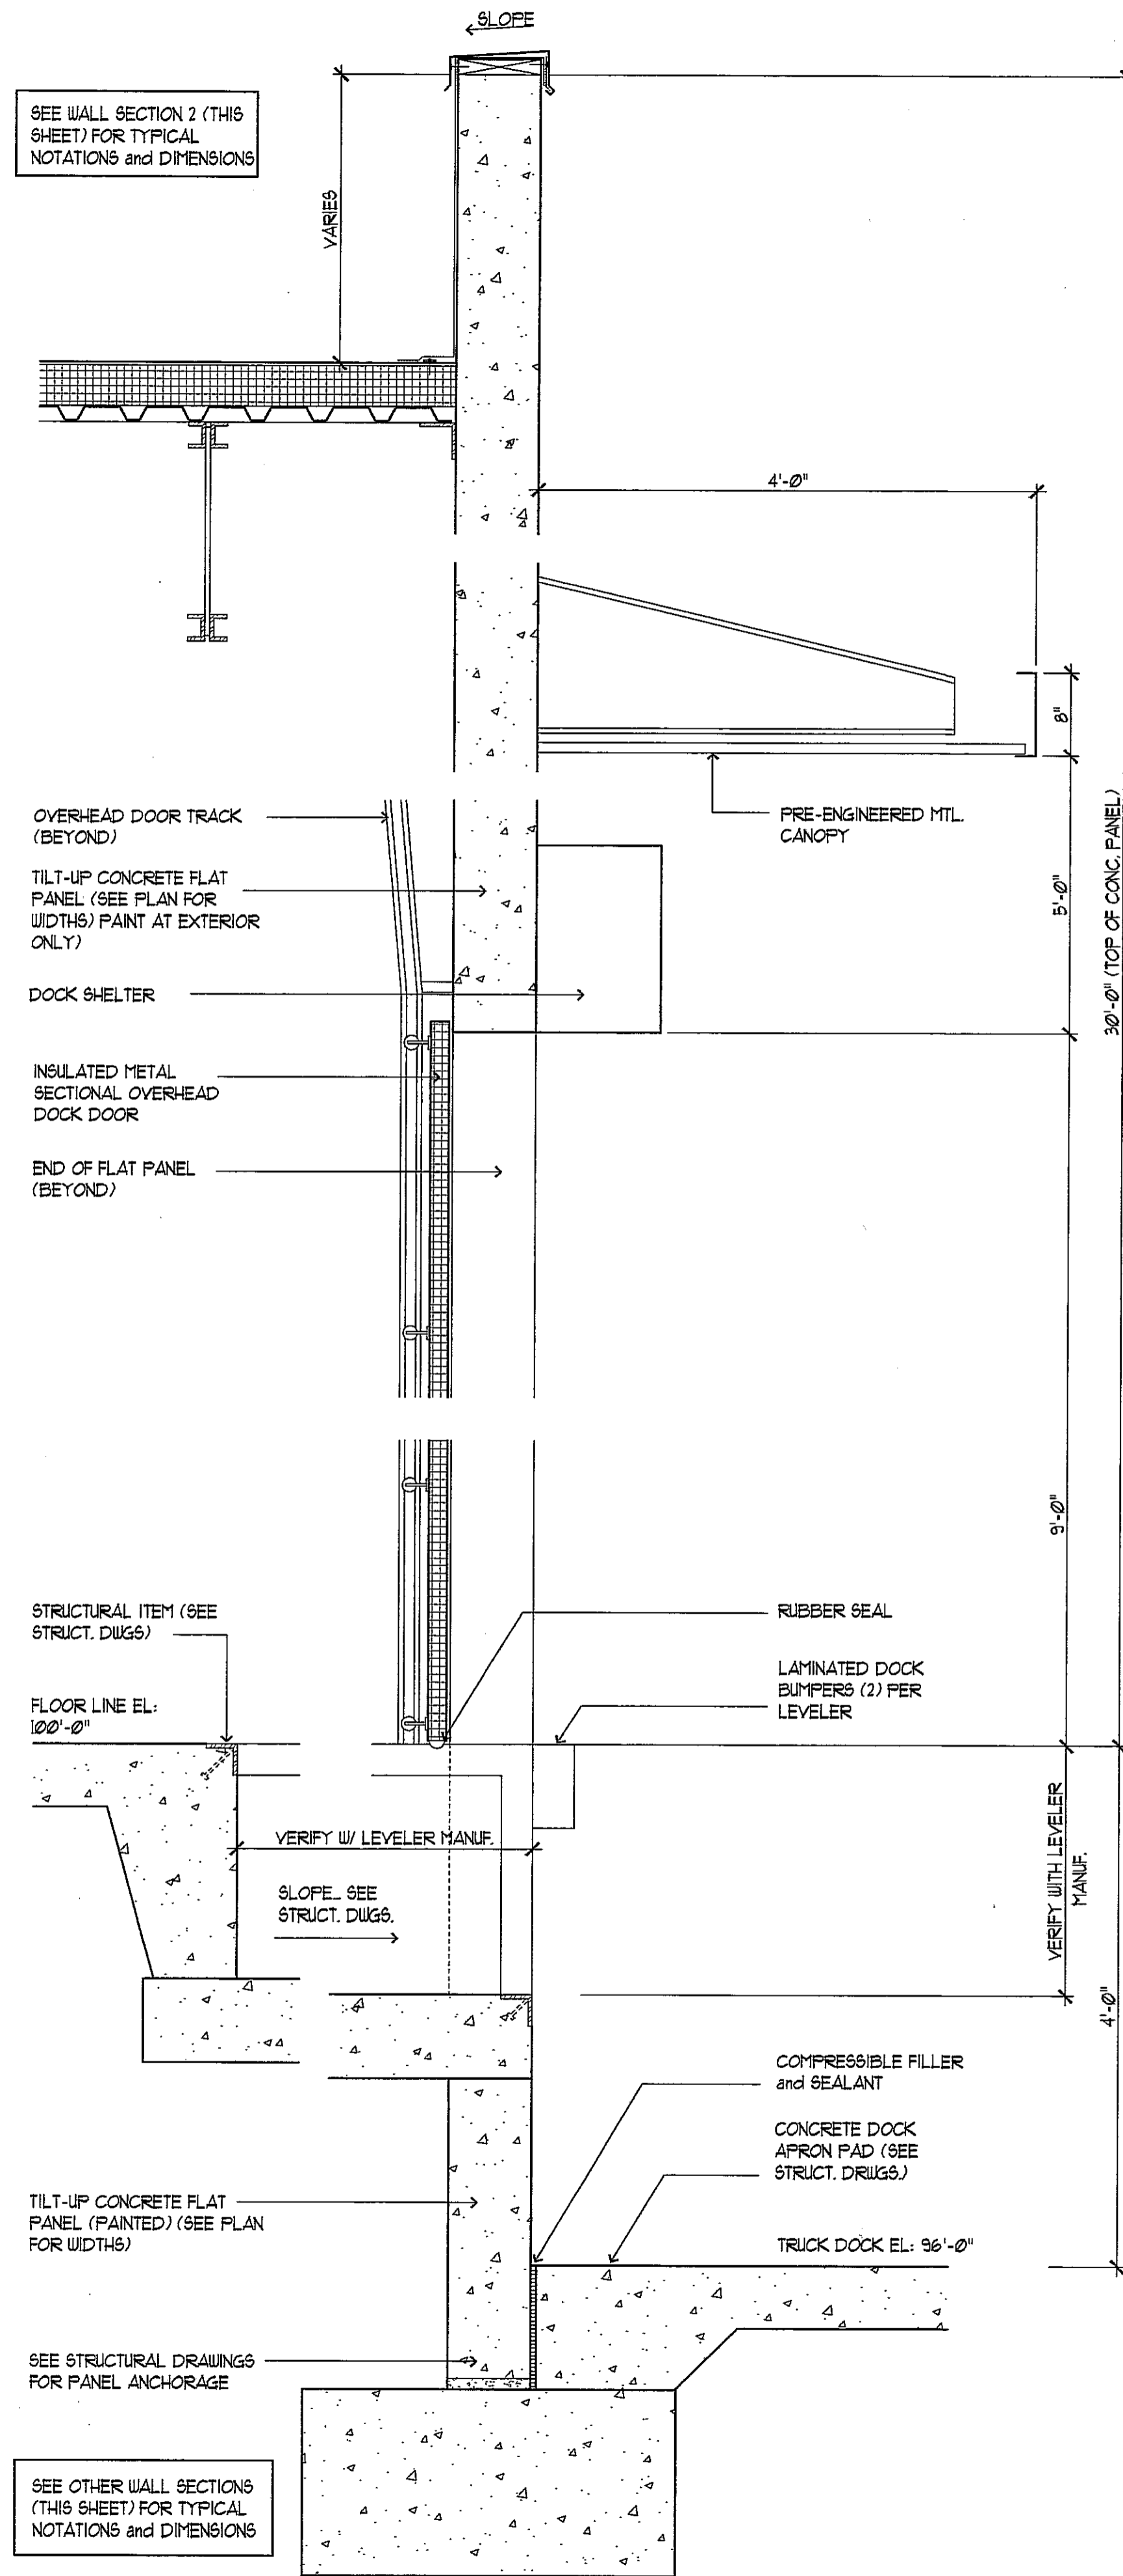 SLOPE
SEE WALL SECTION 2 (THIS
SHEET) FOR TYPICAL
NOTATIONS and DIMENSIONS
VARIES
4'-0"
8"
30'-0" (TOP OF CONC. PANEL)
PRE-ENGINEERED MTL.
CANOPY
OVERHEAD DOOR TRACK
(BEYOND)
5'-0"
TILT-UP CONCRETE FLAT
PANEL (SEE PLAN FOR
WIDTHS) PAINT AT EXTERIOR
ONLY)
DOCK SHELTER
INSULATED METAL
SECTIONAL OVERHEAD
DOCK DOOR
END OF FLAT PANEL
(BEYOND)
9'-0"
STRUCTURAL ITEM (SEE
STRUCT. DWGS)
RUBBER SEAL
LAMINATED DOCK
BUMPERS (2) PER
LEVELER
FLOOR LINE EL:
100'-0"
VERIFY W/ LEVELER MANUF.
VERIFY WITH LEVELER
MANUF.
SLOPE_ SEE
STRUCT. DWGS.
4'-0"
COMPRESSIBLE FILLER
and SEALANT
CONCRETE DOCK
APRON PAD (SEE
STRUCT. DRWGS.)
TILT-UP CONCRETE FLAT
PANEL (PAINTED) (SEE PLAN
FOR WIDTHS)
TRUCK DOCK EL: 96'-0"
SEE STRUCTURAL DRAWINGS
FOR PANEL ANCHORAGE
SEE OTHER WALL SECTIONS
(THIS SHEET) FOR TYPICAL
NOTATIONS and DIMENSIONS